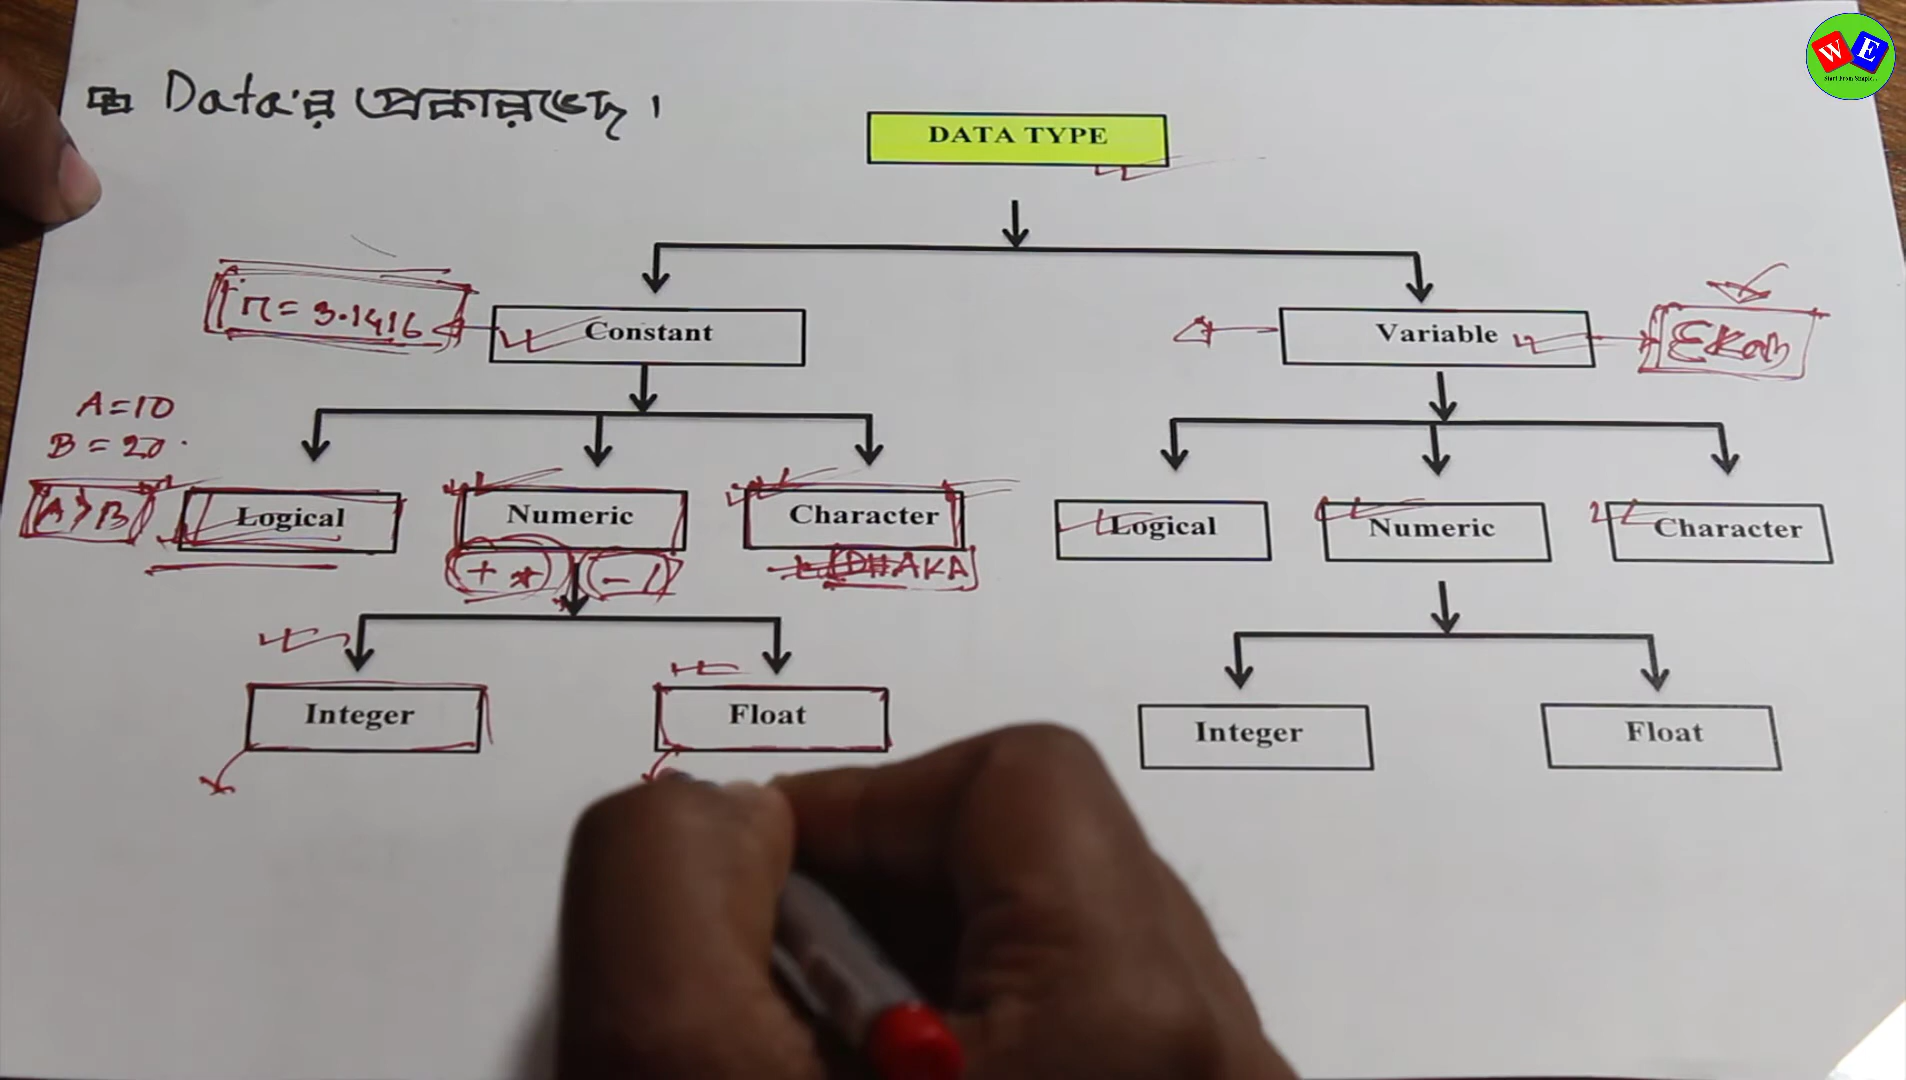 Data'র প্রকারভেদ।
W E
DATA TYPE
π = 3.1416
Constant
Variable
A = 10
B = 20
A > B
Logical
Numeric
Character
Logical
Numeric
Character
+ *
- /
DHAKA
Integer
Float
Integer
Float